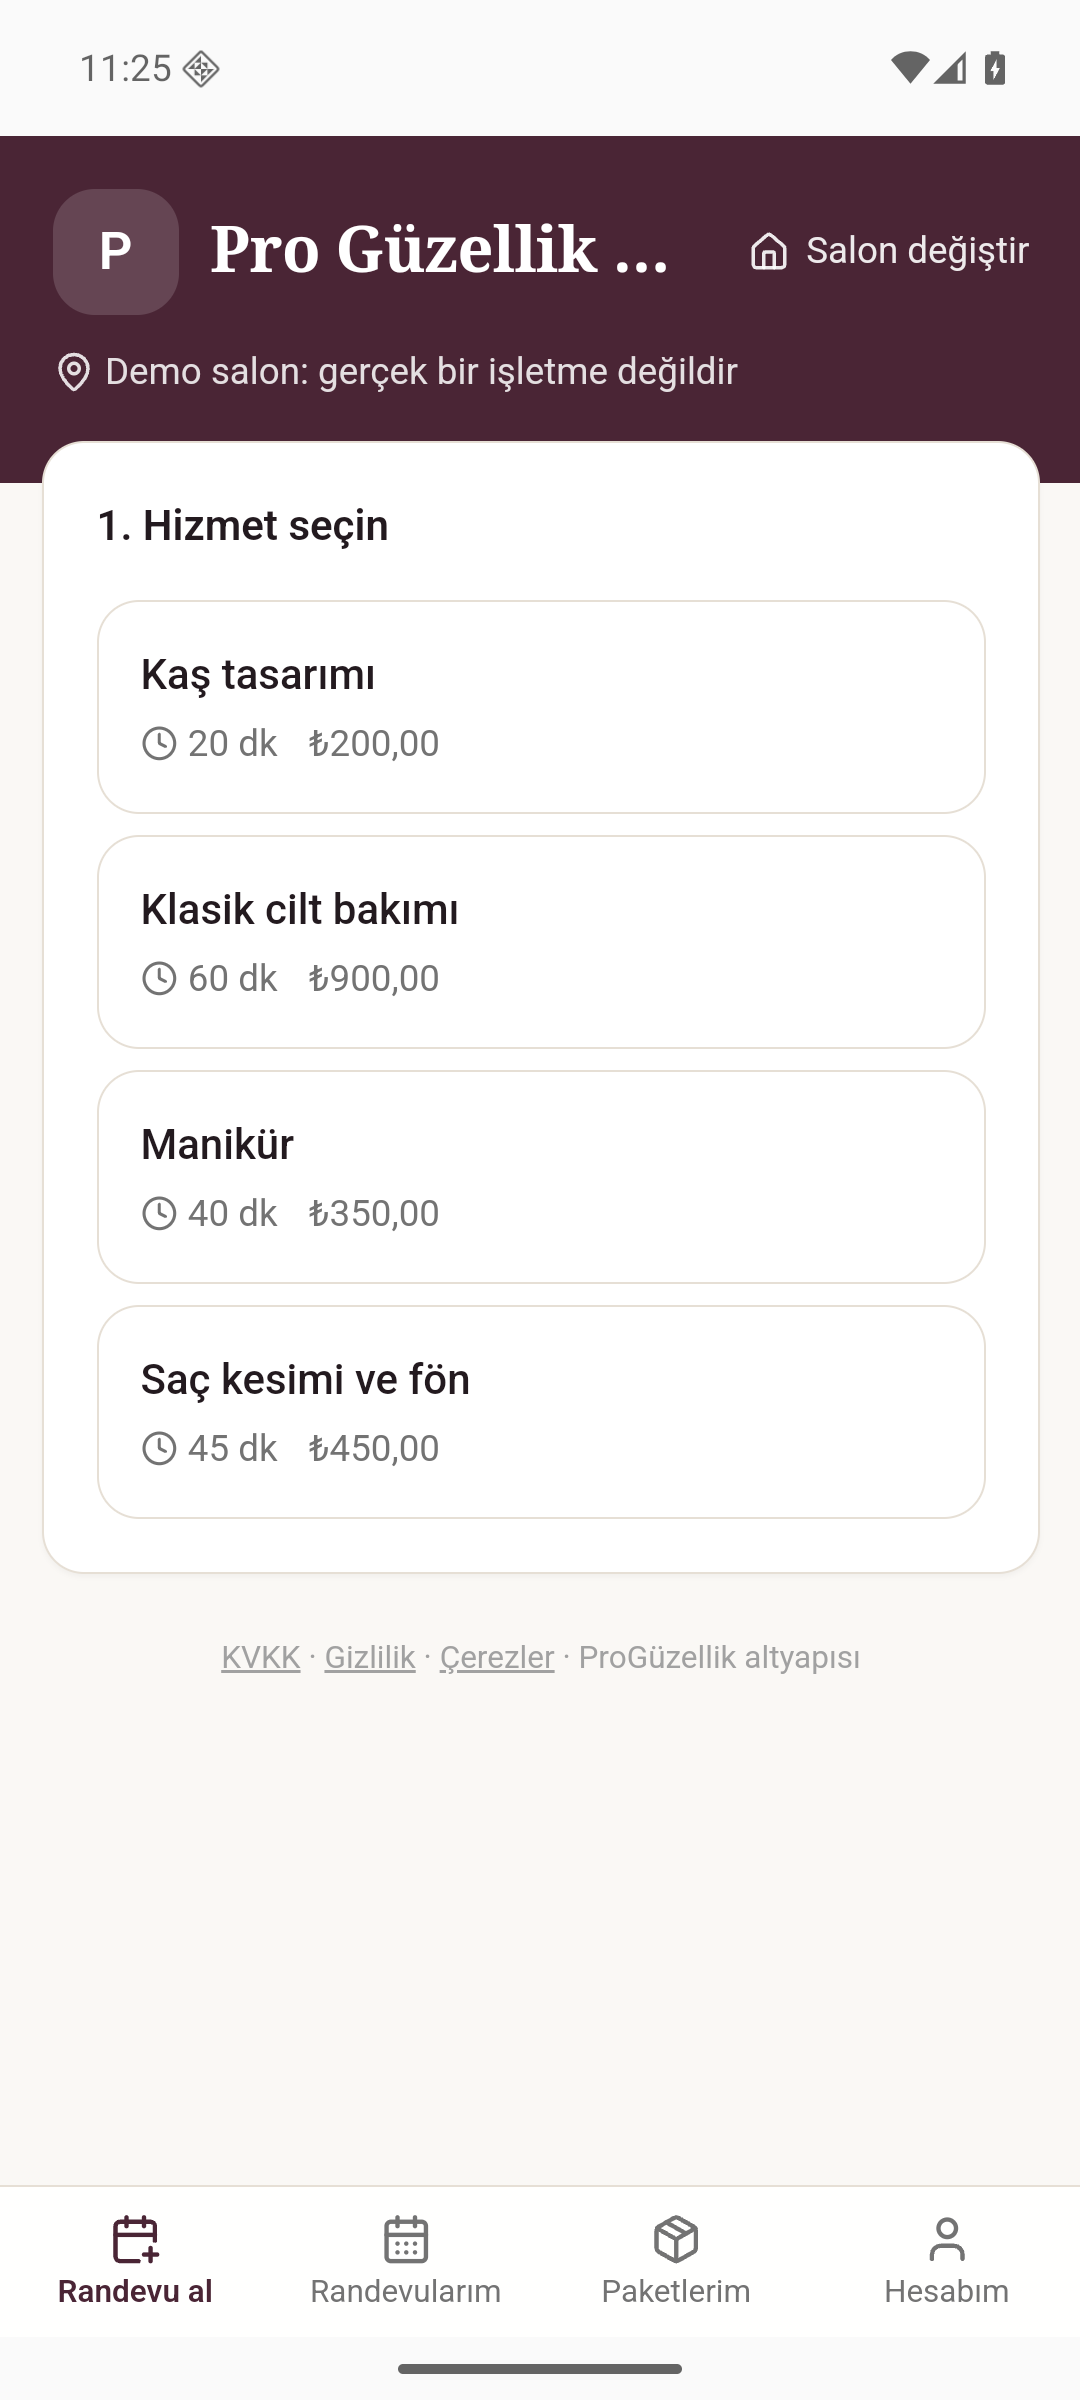 11:25
P
Pro Güzellik ...
Salon değiştir
Demo salon: gerçek bir işletme değildir
1. Hizmet seçin
Kaş tasarımı
20 dk ₺200,00
Klasik cilt bakımı
60 dk ₺900,00
Manikür
40 dk ₺350,00
Saç kesimi ve fön
45 dk ₺450,00
KVKK · Gizlilik · Çerezler · ProGüzellik altyapısı
Randevu al
Randevularım
Paketlerim
Hesabım